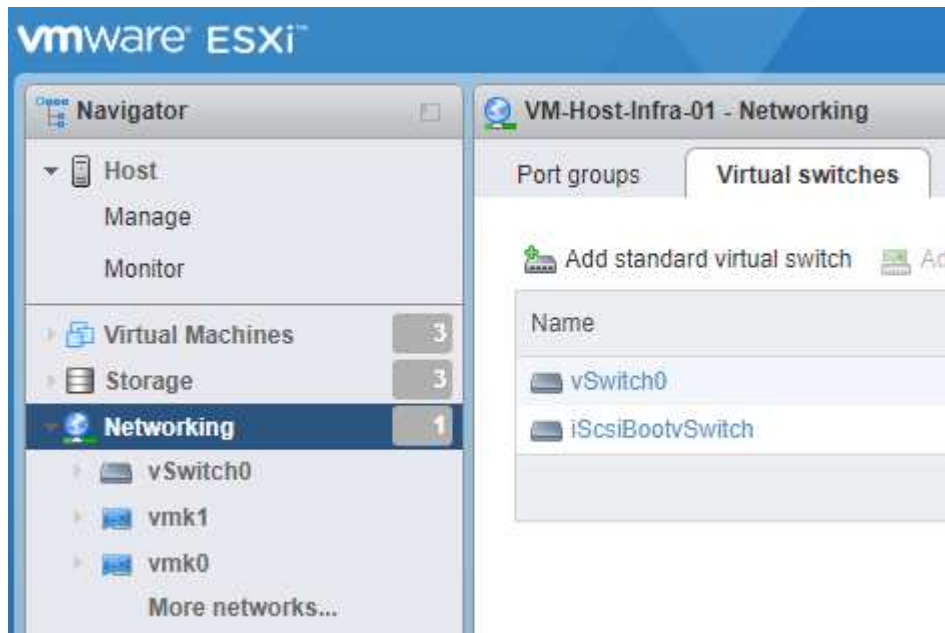 vmware ESXi™
Navigator
Host
Manage
Monitor
Virtual Machines 3
Storage 3
Networking 1
vSwitch0
vmk1
vmk0
More networks...
VM-Host-Infra-01 - Networking
Port groups Virtual switches
Add standard virtual switch
Name
vSwitch0
iScsiBootvSwitch